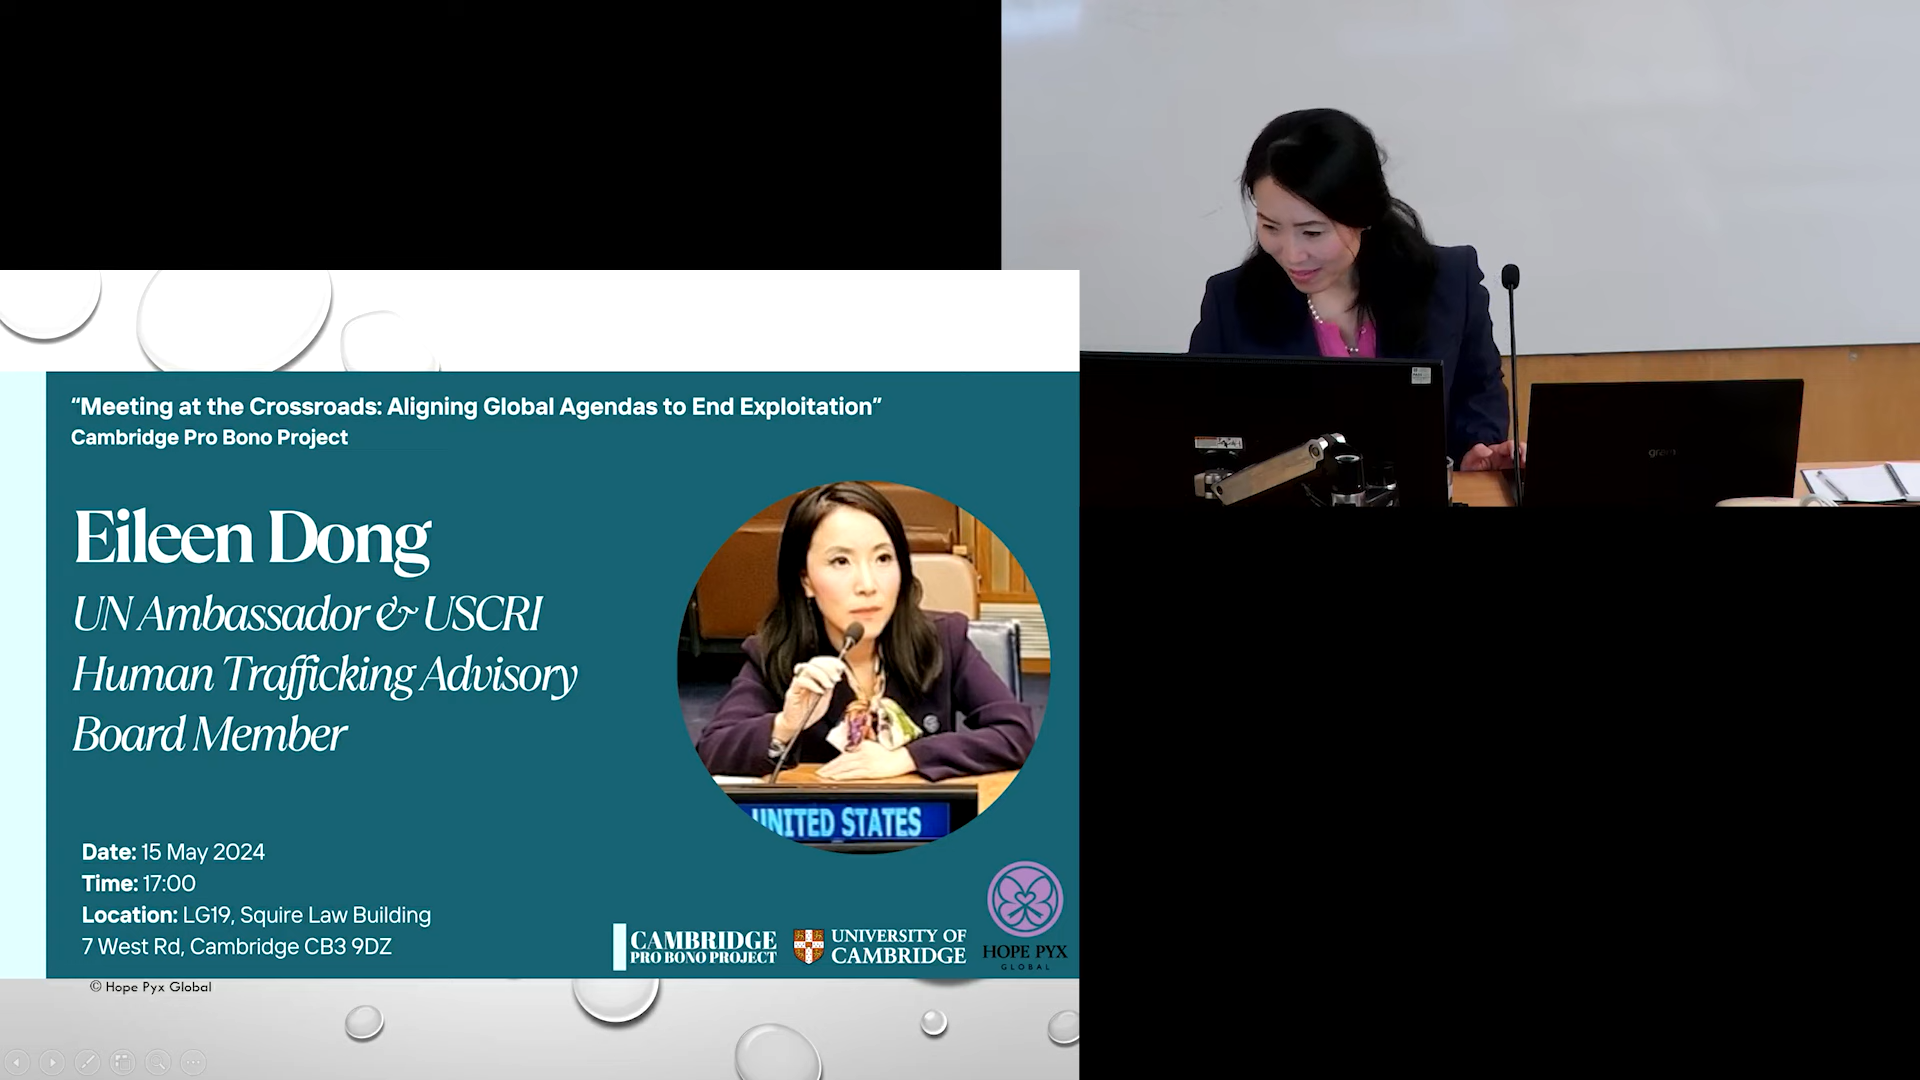 “Meeting at the Crossroads: Aligning Global Agendas to End Exploitation”
Cambridge Pro Bono Project
Eileen Dong
UN Ambassador & USCRI
Human Trafficking Advisory
Board Member
UNITED STATES
Date: 15 May 2024
Time: 17:00
Location: LG19, Squire Law Building
7 West Rd, Cambridge CB3 9DZ
CAMBRIDGE
PRO BONO PROJECT
UNIVERSITY OF
CAMBRIDGE
HOPE PYX
GLOBAL
© Hope Pyx Global
gram